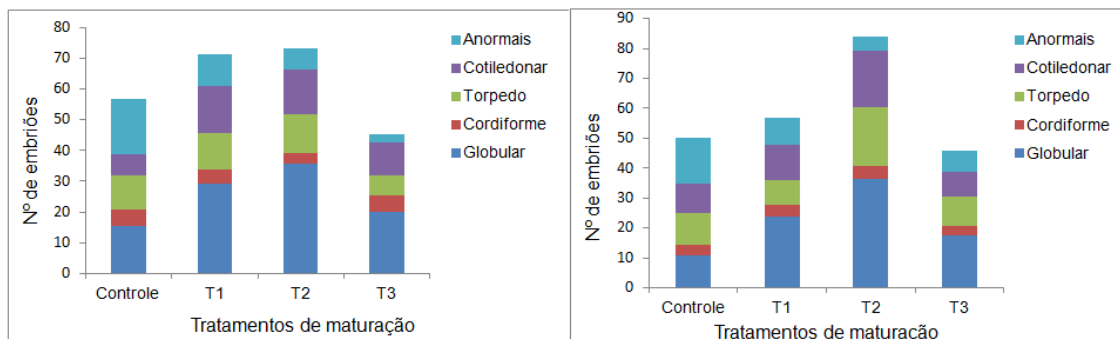 80
70
60
50
40
30
20
10
0
Nº de embriões
Controle T1 T2 T3
Tratamentos de maturação
Anormais
Cotiledonar
Torpedo
Cordiforme
Globular
90
80
70
60
50
40
30
20
10
0
Nº de embriões
Controle T1 T2 T3
Tratamentos de maturação
Anormais
Cotiledonar
Torpedo
Cordiforme
Globular